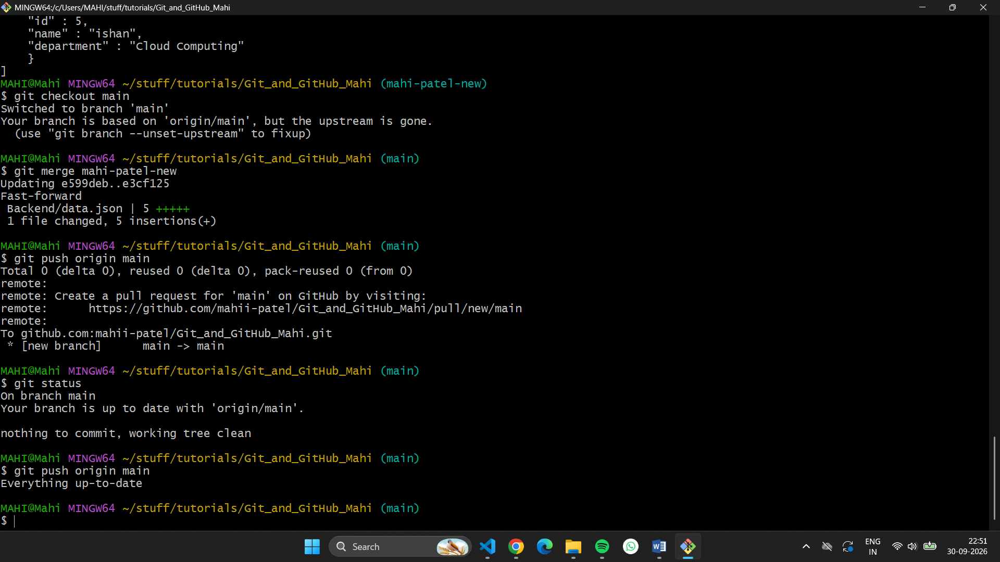 MINGW64:/c/Users/MAHI/stuff/tutorials/Git_and_GitHub_Mahi
    "id" : 5,
    "name" : "ishan",
    "department" : "Cloud Computing"
    }
]
MAHI@Mahi MINGW64 ~/stuff/tutorials/Git_and_GitHub_Mahi (mahi-patel-new)
$ git checkout main
Switched to branch 'main'
Your branch is based on 'origin/main', but the upstream is gone.
  (use "git branch --unset-upstream" to fixup)
MAHI@Mahi MINGW64 ~/stuff/tutorials/Git_and_GitHub_Mahi (main)
$ git merge mahi-patel-new
Updating e599deb..e3cf125
Fast-forward
 Backend/data.json | 5 +++++
 1 file changed, 5 insertions(+)
MAHI@Mahi MINGW64 ~/stuff/tutorials/Git_and_GitHub_Mahi (main)
$ git push origin main
Total 0 (delta 0), reused 0 (delta 0), pack-reused 0 (from 0)
remote:
remote: Create a pull request for 'main' on GitHub by visiting:
remote:      https://github.com/mahii-patel/Git_and_GitHub_Mahi/pull/new/main
remote:
To github.com:mahii-patel/Git_and_GitHub_Mahi.git
 * [new branch]      main -> main
MAHI@Mahi MINGW64 ~/stuff/tutorials/Git_and_GitHub_Mahi (main)
$ git status
On branch main
Your branch is up to date with 'origin/main'.
nothing to commit, working tree clean
MAHI@Mahi MINGW64 ~/stuff/tutorials/Git_and_GitHub_Mahi (main)
$ git push origin main
Everything up-to-date
MAHI@Mahi MINGW64 ~/stuff/tutorials/Git_and_GitHub_Mahi (main)
$
Search
ENG
IN
22:51
30-09-2026